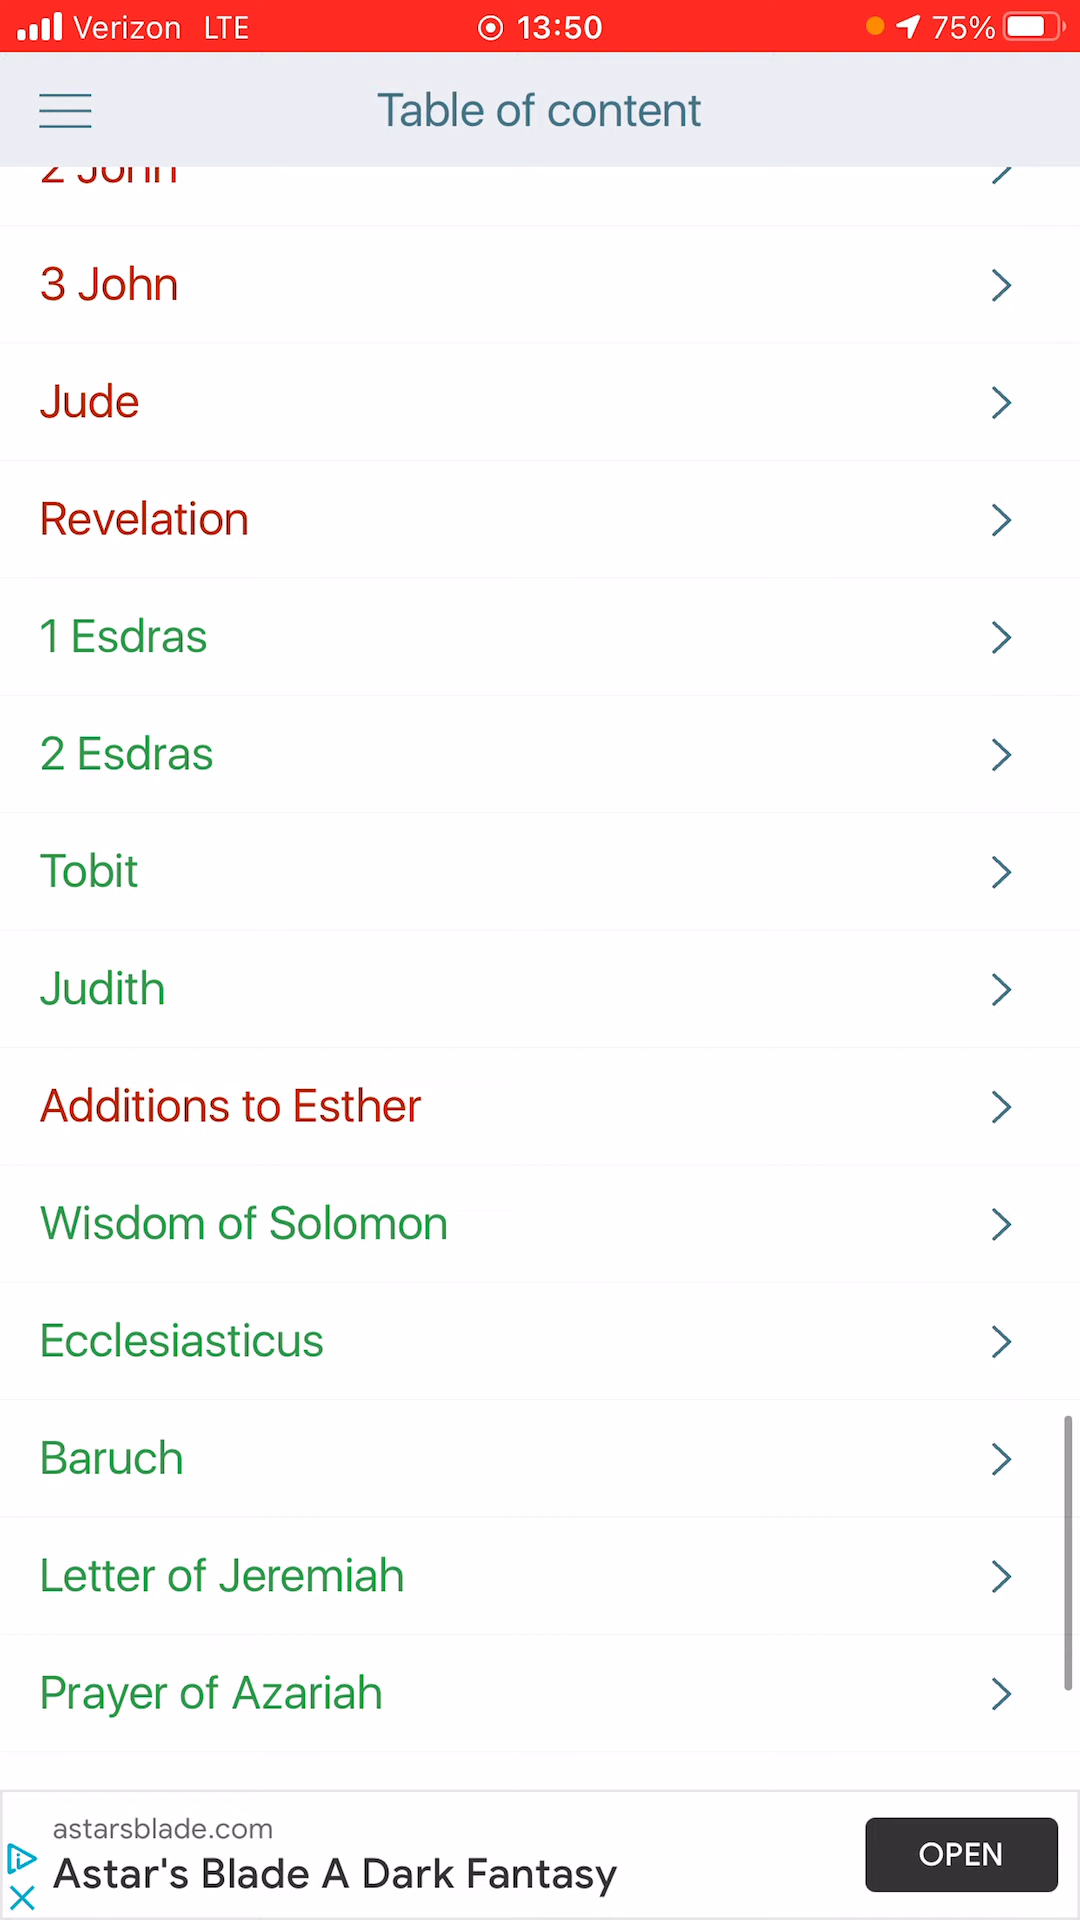 Verizon LTE 13:50 75%
Table of content
2 John
3 John
Jude
Revelation
1 Esdras
2 Esdras
Tobit
Judith
Additions to Esther
Wisdom of Solomon
Ecclesiasticus
Baruch
Letter of Jeremiah
Prayer of Azariah
astarsblade.com
Astar's Blade A Dark Fantasy
OPEN